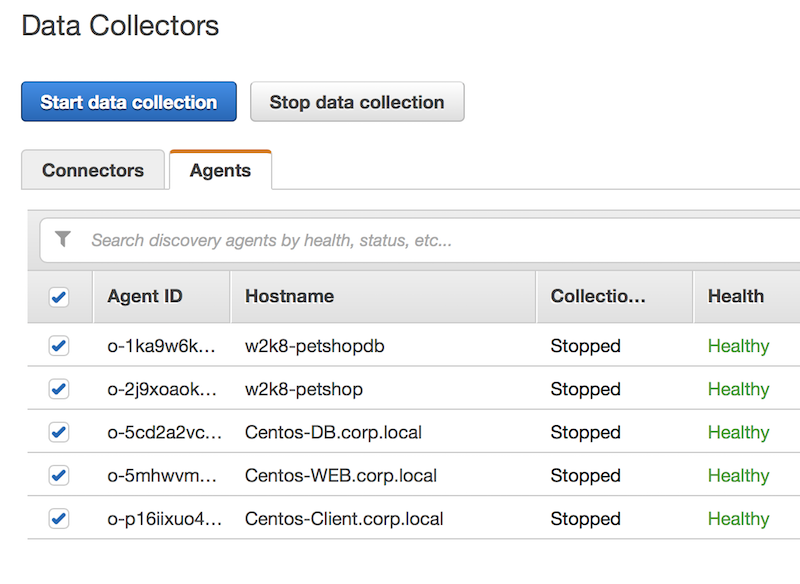 Data Collectors
Start data collection Stop data collection
Connectors Agents
Search discovery agents by health, status, etc...
Agent ID Hostname Collectio... Health
o-1ka9w6k... w2k8-petshopdb Stopped Healthy
o-2j9xoaok... w2k8-petshop Stopped Healthy
o-5cd2a2vc... Centos-DB.corp.local Stopped Healthy
o-5mhwvm... Centos-WEB.corp.local Stopped Healthy
o-p16iixuo4... Centos-Client.corp.local Stopped Healthy